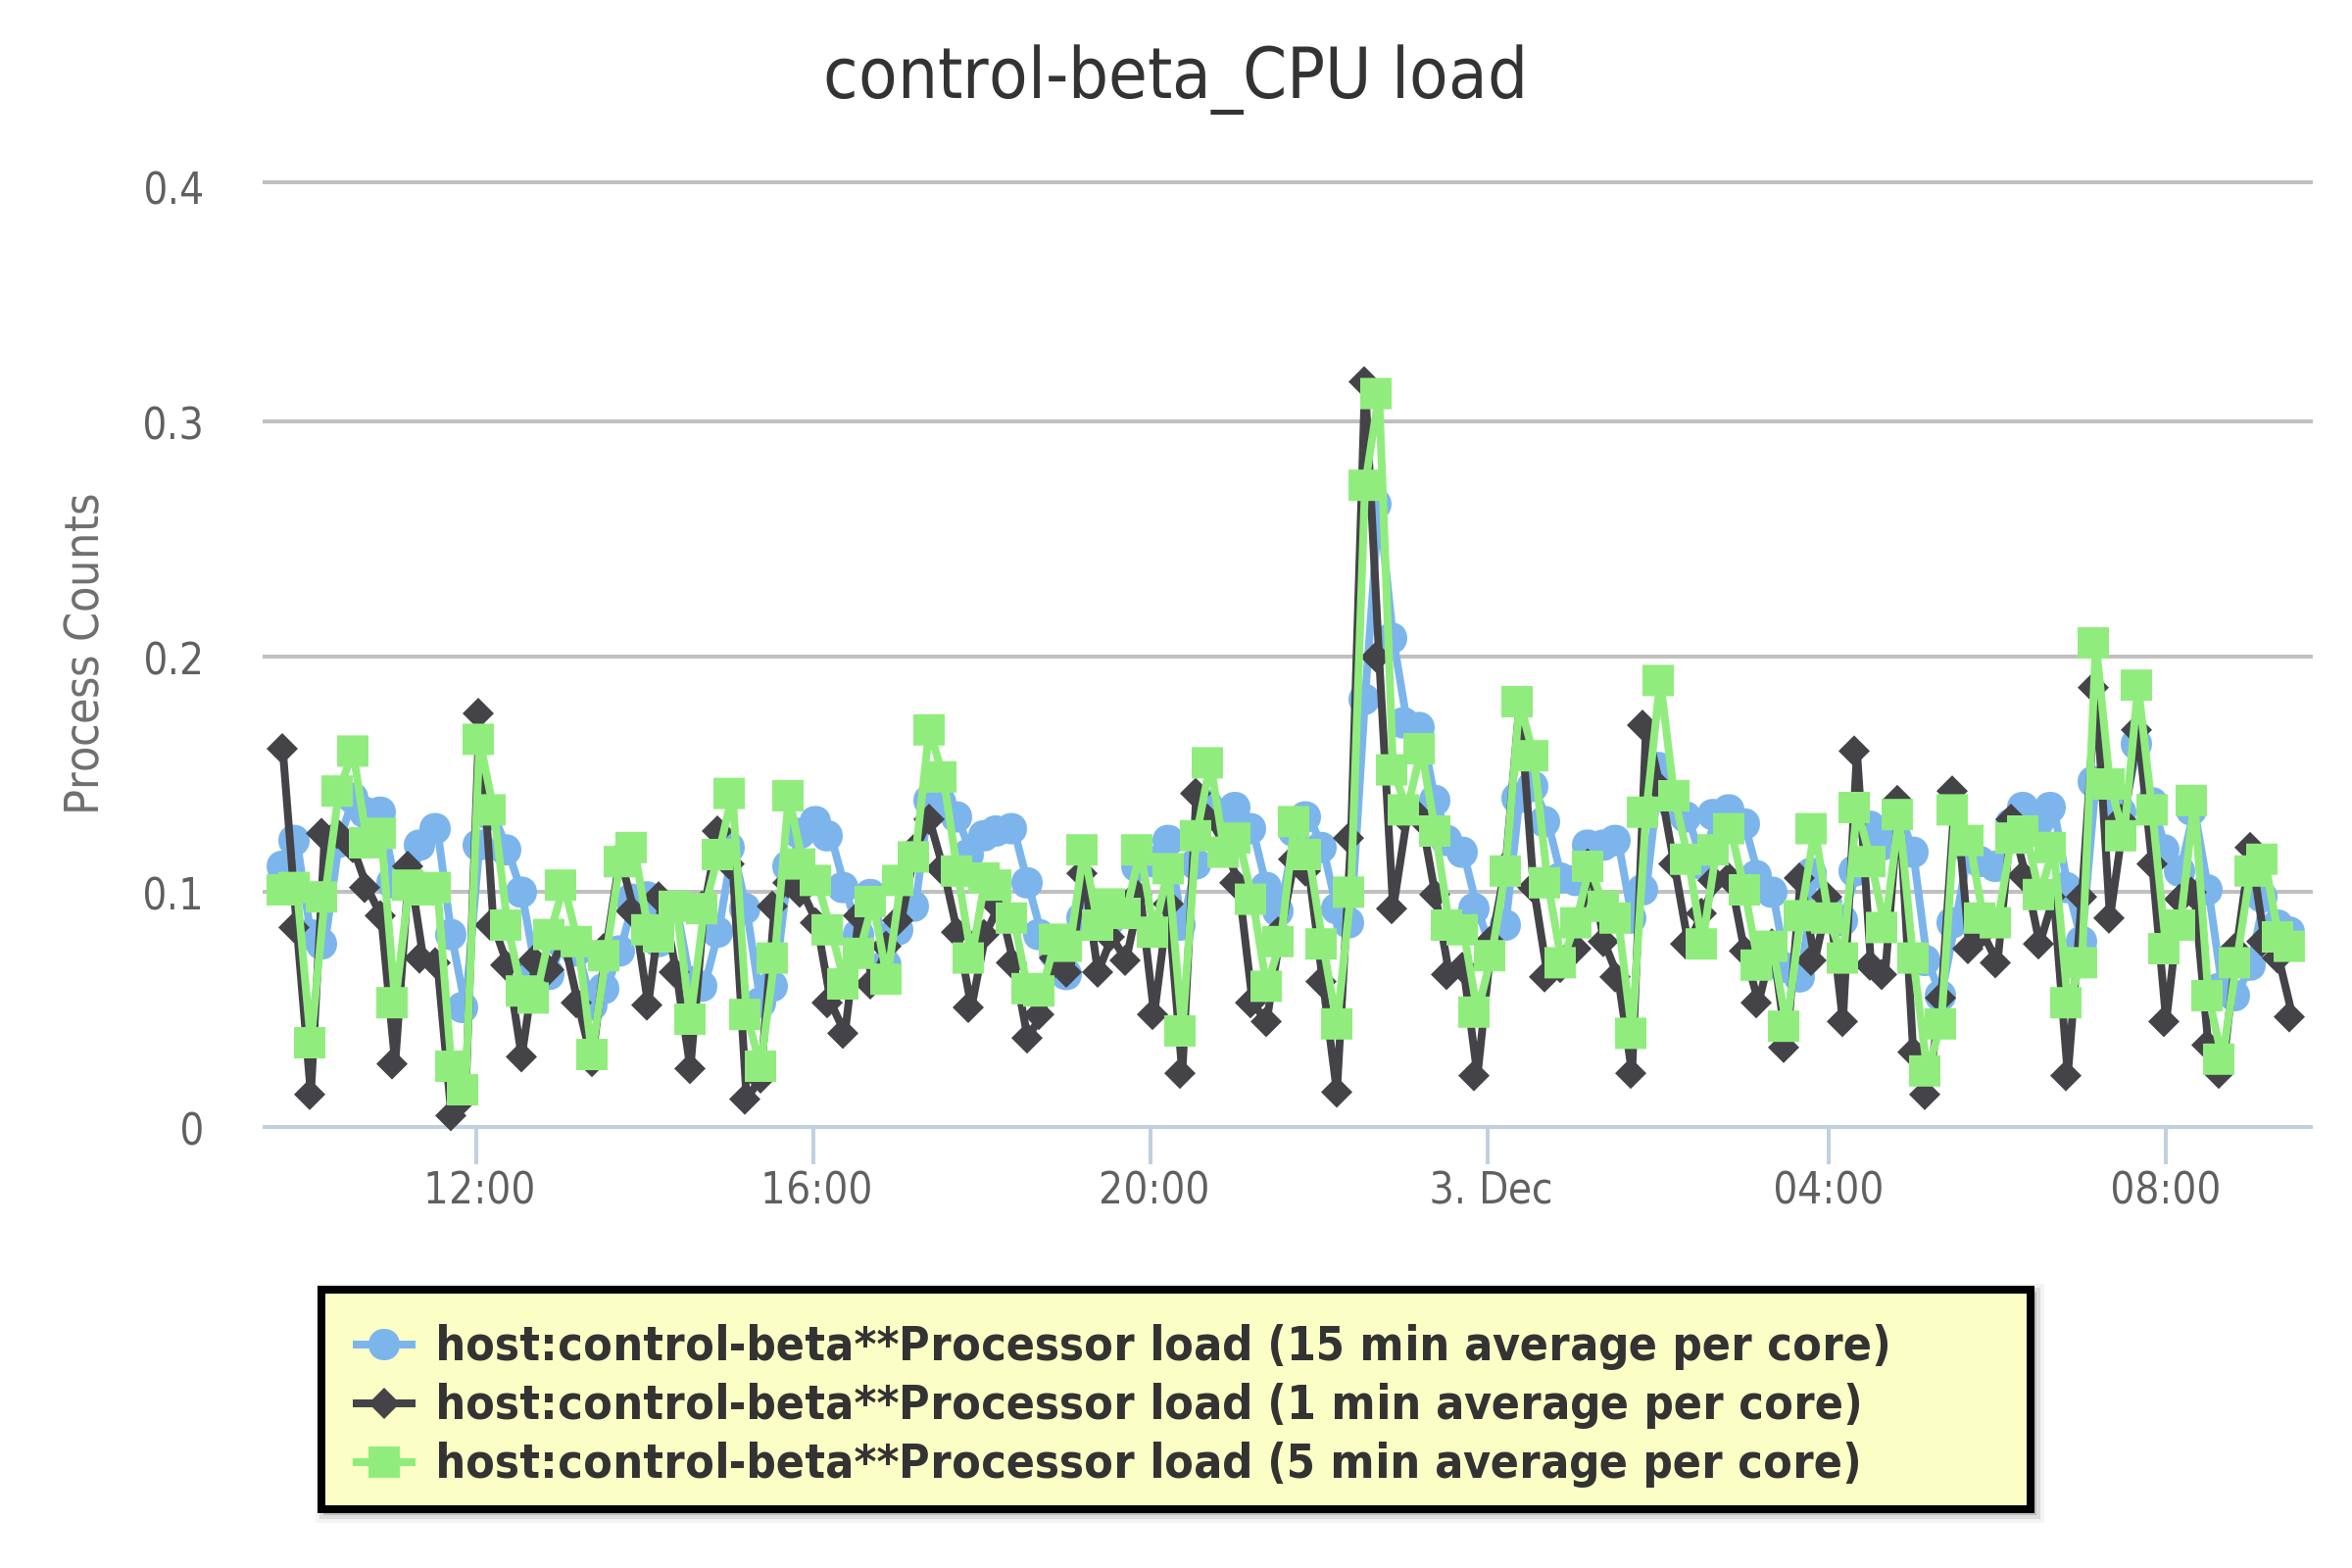 control-beta_CPU load
0.4
0.3
0.2
0.1
0
Process Counts
12:00 16:00 20:00 3. Dec 04:00 08:00
host:control-beta**Processor load (15 min average per core)
host:control-beta**Processor load (1 min average per core)
host:control-beta**Processor load (5 min average per core)